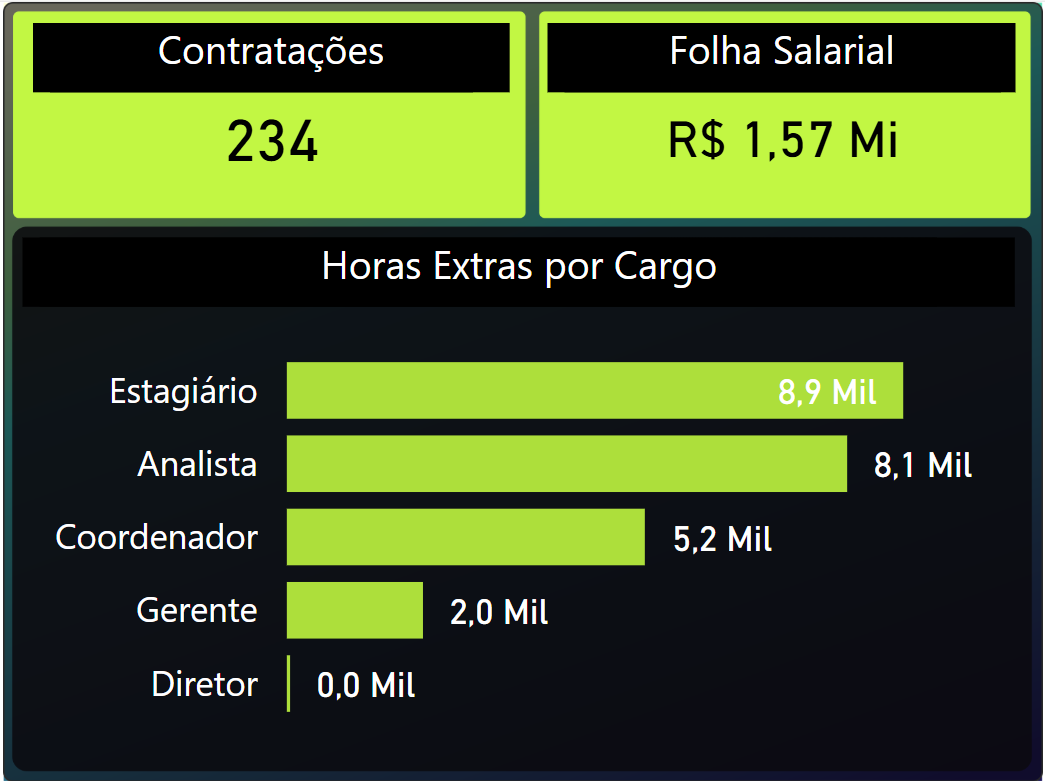 Contratações
234
Folha Salarial
R$ 1,57 Mi
Horas Extras por Cargo
Estagiário 8,9 Mil
Analista 8,1 Mil
Coordenador 5,2 Mil
Gerente 2,0 Mil
Diretor 0,0 Mil